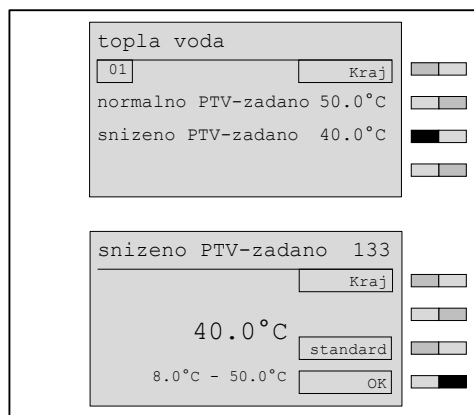 topla voda
01 Kraj
normalno PTV-zadano 50.0°C
snizeno PTV-zadano 40.0°C
snizeno PTV-zadano 133
Kraj
40.0°C
standard
8.0°C - 50.0°C OK